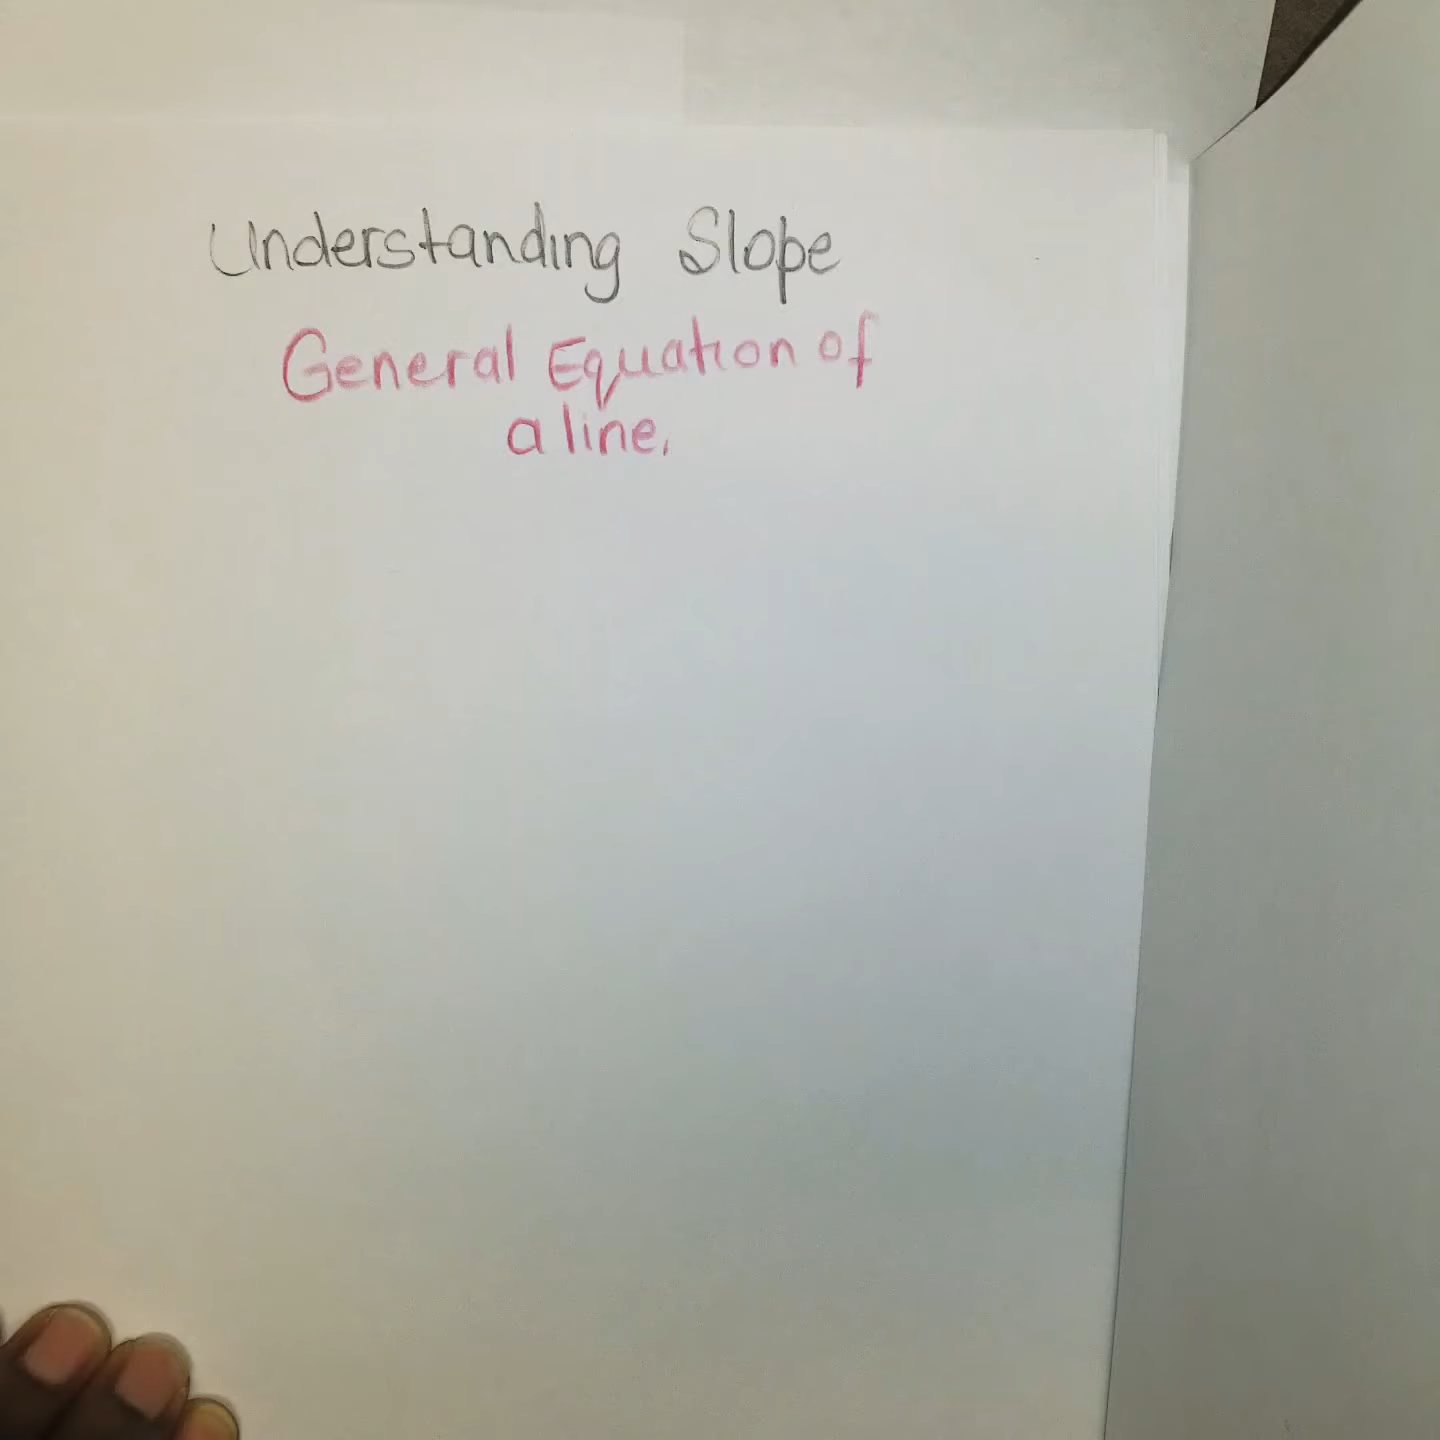 Understanding Slope
General Equation of
a line.